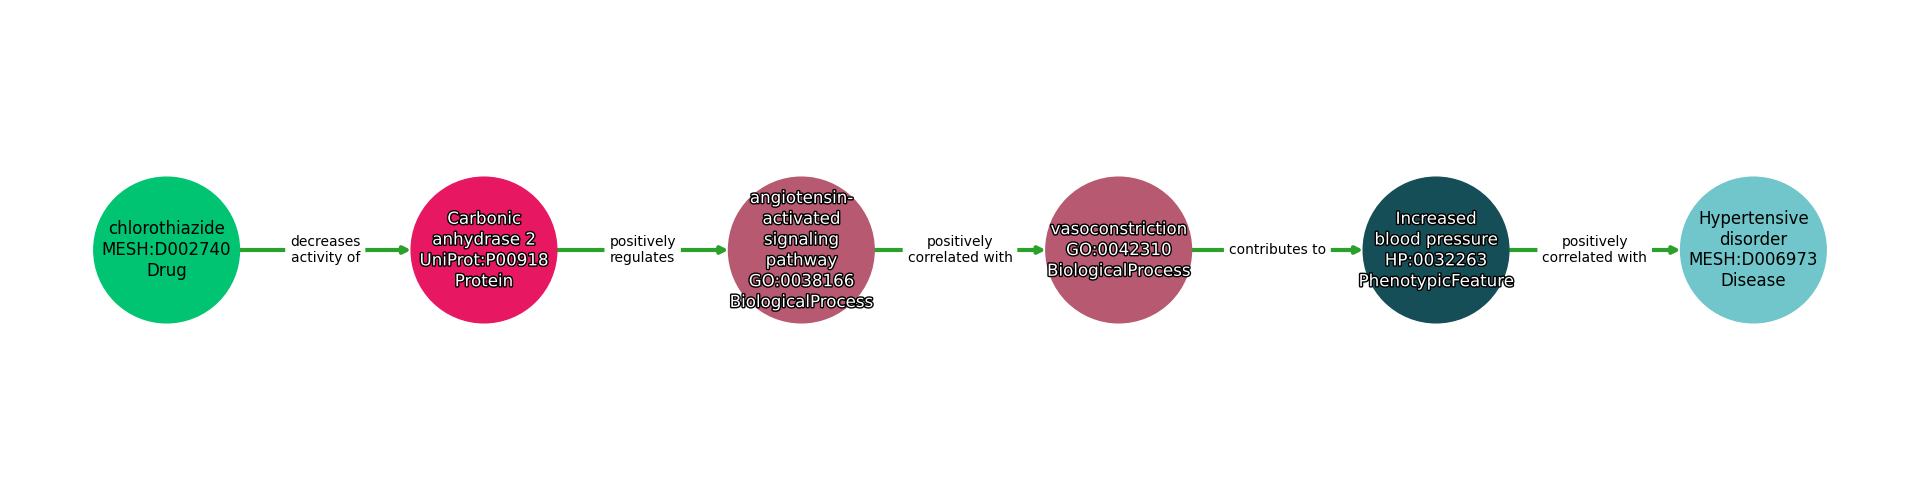 chlorothiazide
MESH:D002740
Drug
decreases
activity of
Carbonic
anhydrase 2
UniProt:P00918
Protein
positively
regulates
angiotensin-
activated
signaling
pathway
GO:0038166
BiologicalProcess
positively
correlated with
vasoconstriction
GO:0042310
BiologicalProcess
contributes to
Increased
blood pressure
HP:0032263
PhenotypicFeature
positively
correlated with
Hypertensive
disorder
MESH:D006973
Disease